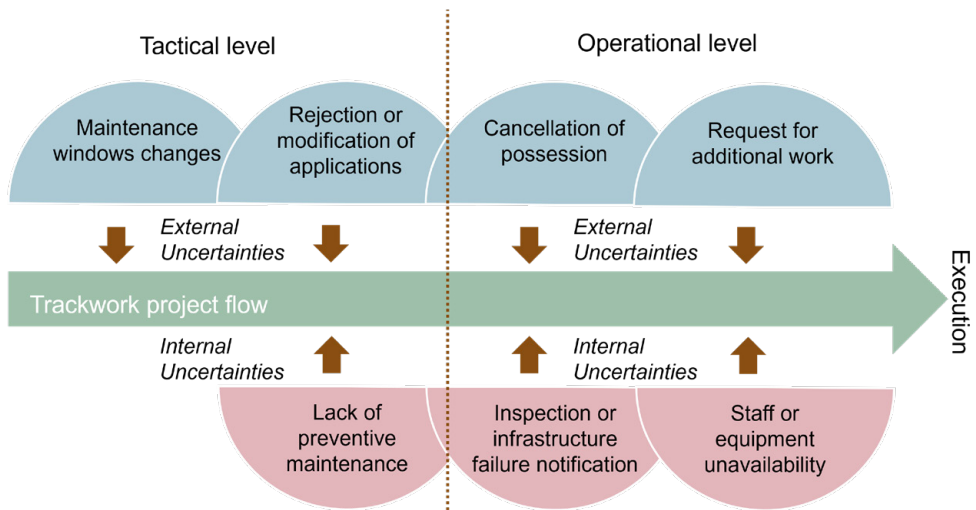 Tactical level
Operational level
Maintenance
windows changes
Rejection or
modification of
applications
Cancellation of
possession
Request for
additional work
External
Uncertainties
External
Uncertainties
Trackwork project flow
Execution
Internal
Uncertainties
Internal
Uncertainties
Lack of
preventive
maintenance
Inspection or
infrastructure
failure notification
Staff or
equipment
unavailability